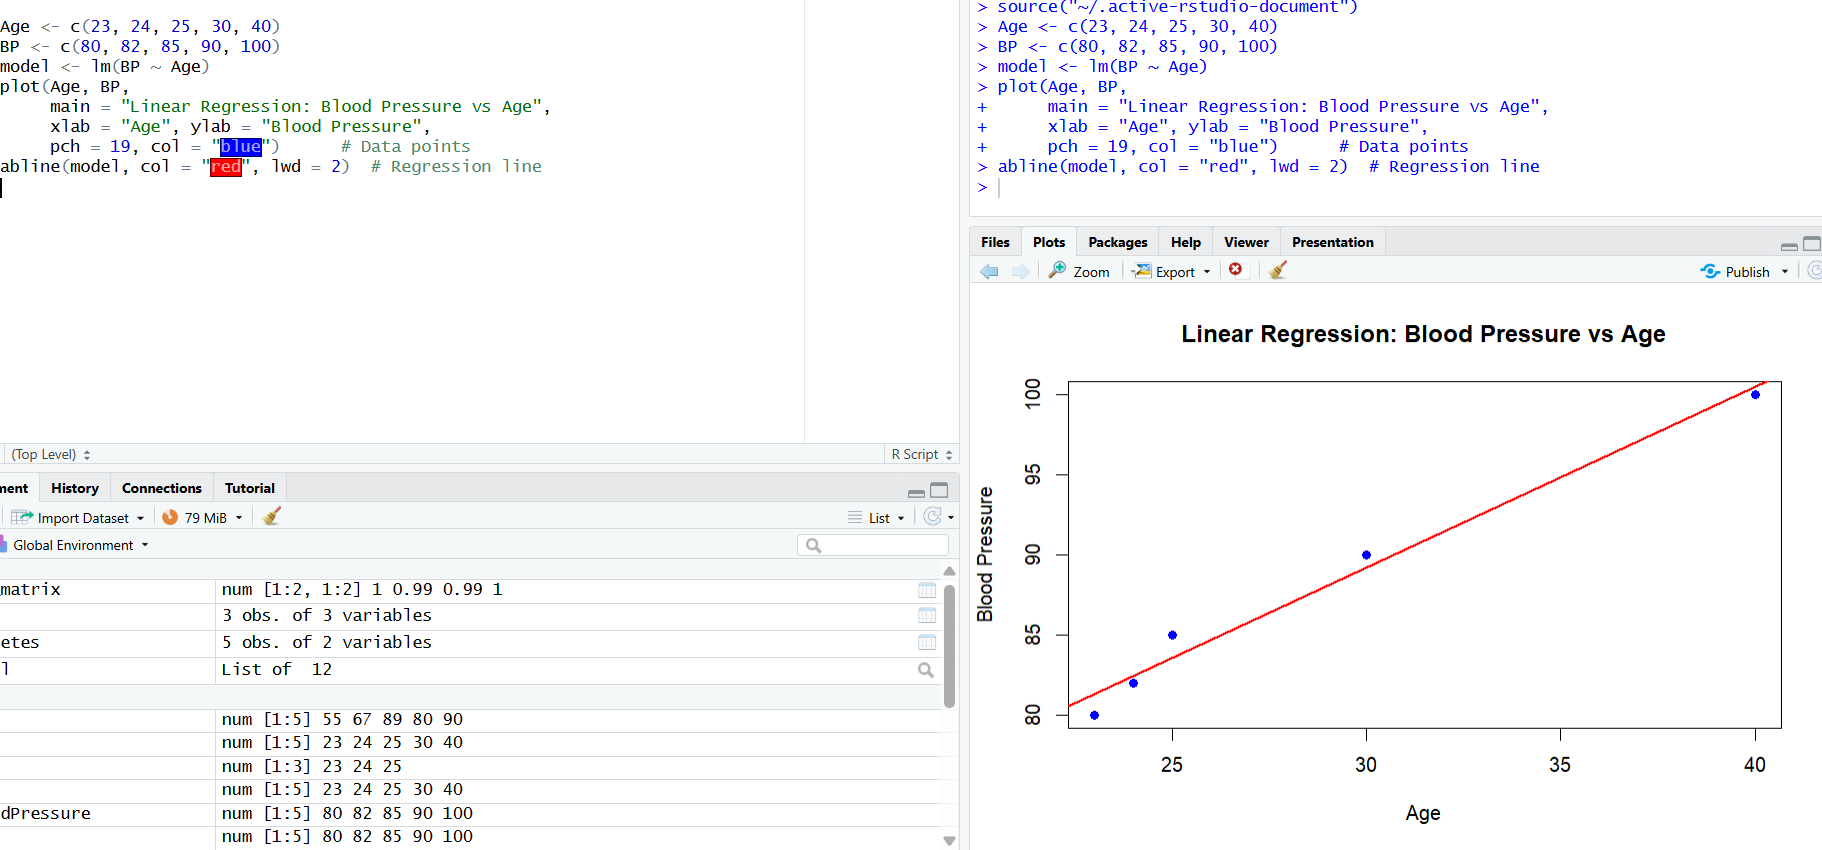 Age <- c(23, 24, 25, 30, 40)
BP <- c(80, 82, 85, 90, 100)
model <- lm(BP ~ Age)
plot(Age, BP,
     main = "Linear Regression: Blood Pressure vs Age",
     xlab = "Age", ylab = "Blood Pressure",
     pch = 19, col = "blue")      # Data points
abline(model, col = "red", lwd = 2)  # Regression line
(Top Level)
R Script
ment History Connections Tutorial
Import Dataset 79 MiB List
Global Environment
_matrix num [1:2, 1:2] 1 0.99 0.99 1
3 obs. of 3 variables
etes 5 obs. of 2 variables
l List of  12
num [1:5] 55 67 89 80 90
num [1:5] 23 24 25 30 40
num [1:3] 23 24 25
num [1:5] 23 24 25 30 40
dPressure num [1:5] 80 82 85 90 100
num [1:5] 80 82 85 90 100
> source("~/.active-rstudio-document")
> Age <- c(23, 24, 25, 30, 40)
> BP <- c(80, 82, 85, 90, 100)
> model <- lm(BP ~ Age)
> plot(Age, BP,
+      main = "Linear Regression: Blood Pressure vs Age",
+      xlab = "Age", ylab = "Blood Pressure",
+      pch = 19, col = "blue")      # Data points
> abline(model, col = "red", lwd = 2)  # Regression line
>
Files Plots Packages Help Viewer Presentation
Zoom Export Publish
Linear Regression: Blood Pressure vs Age
100
95
90
85
80
Blood Pressure
25 30 35 40
Age